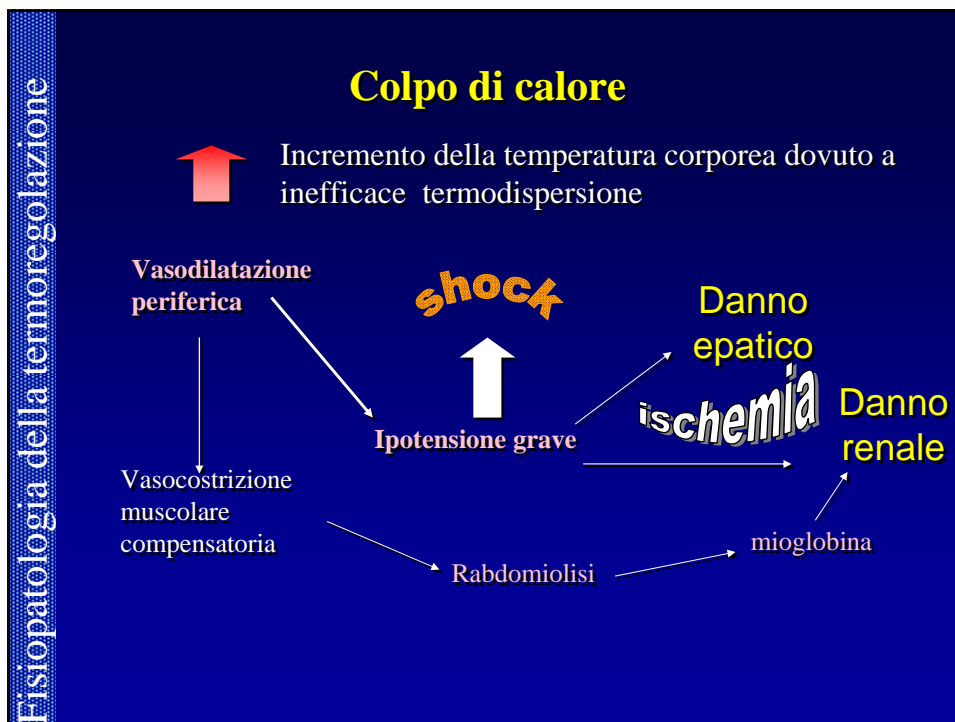 Fisiopatologia della termoregolazione
Colpo di calore
Incremento della temperatura corporea dovuto a
inefficace termodispersione
Vasodilatazione
periferica
shock
Danno
epatico
ischemia
Danno
renale
Ipotensione grave
Vasocostrizione
muscolare
compensatoria
mioglobina
Rabdomiolisi